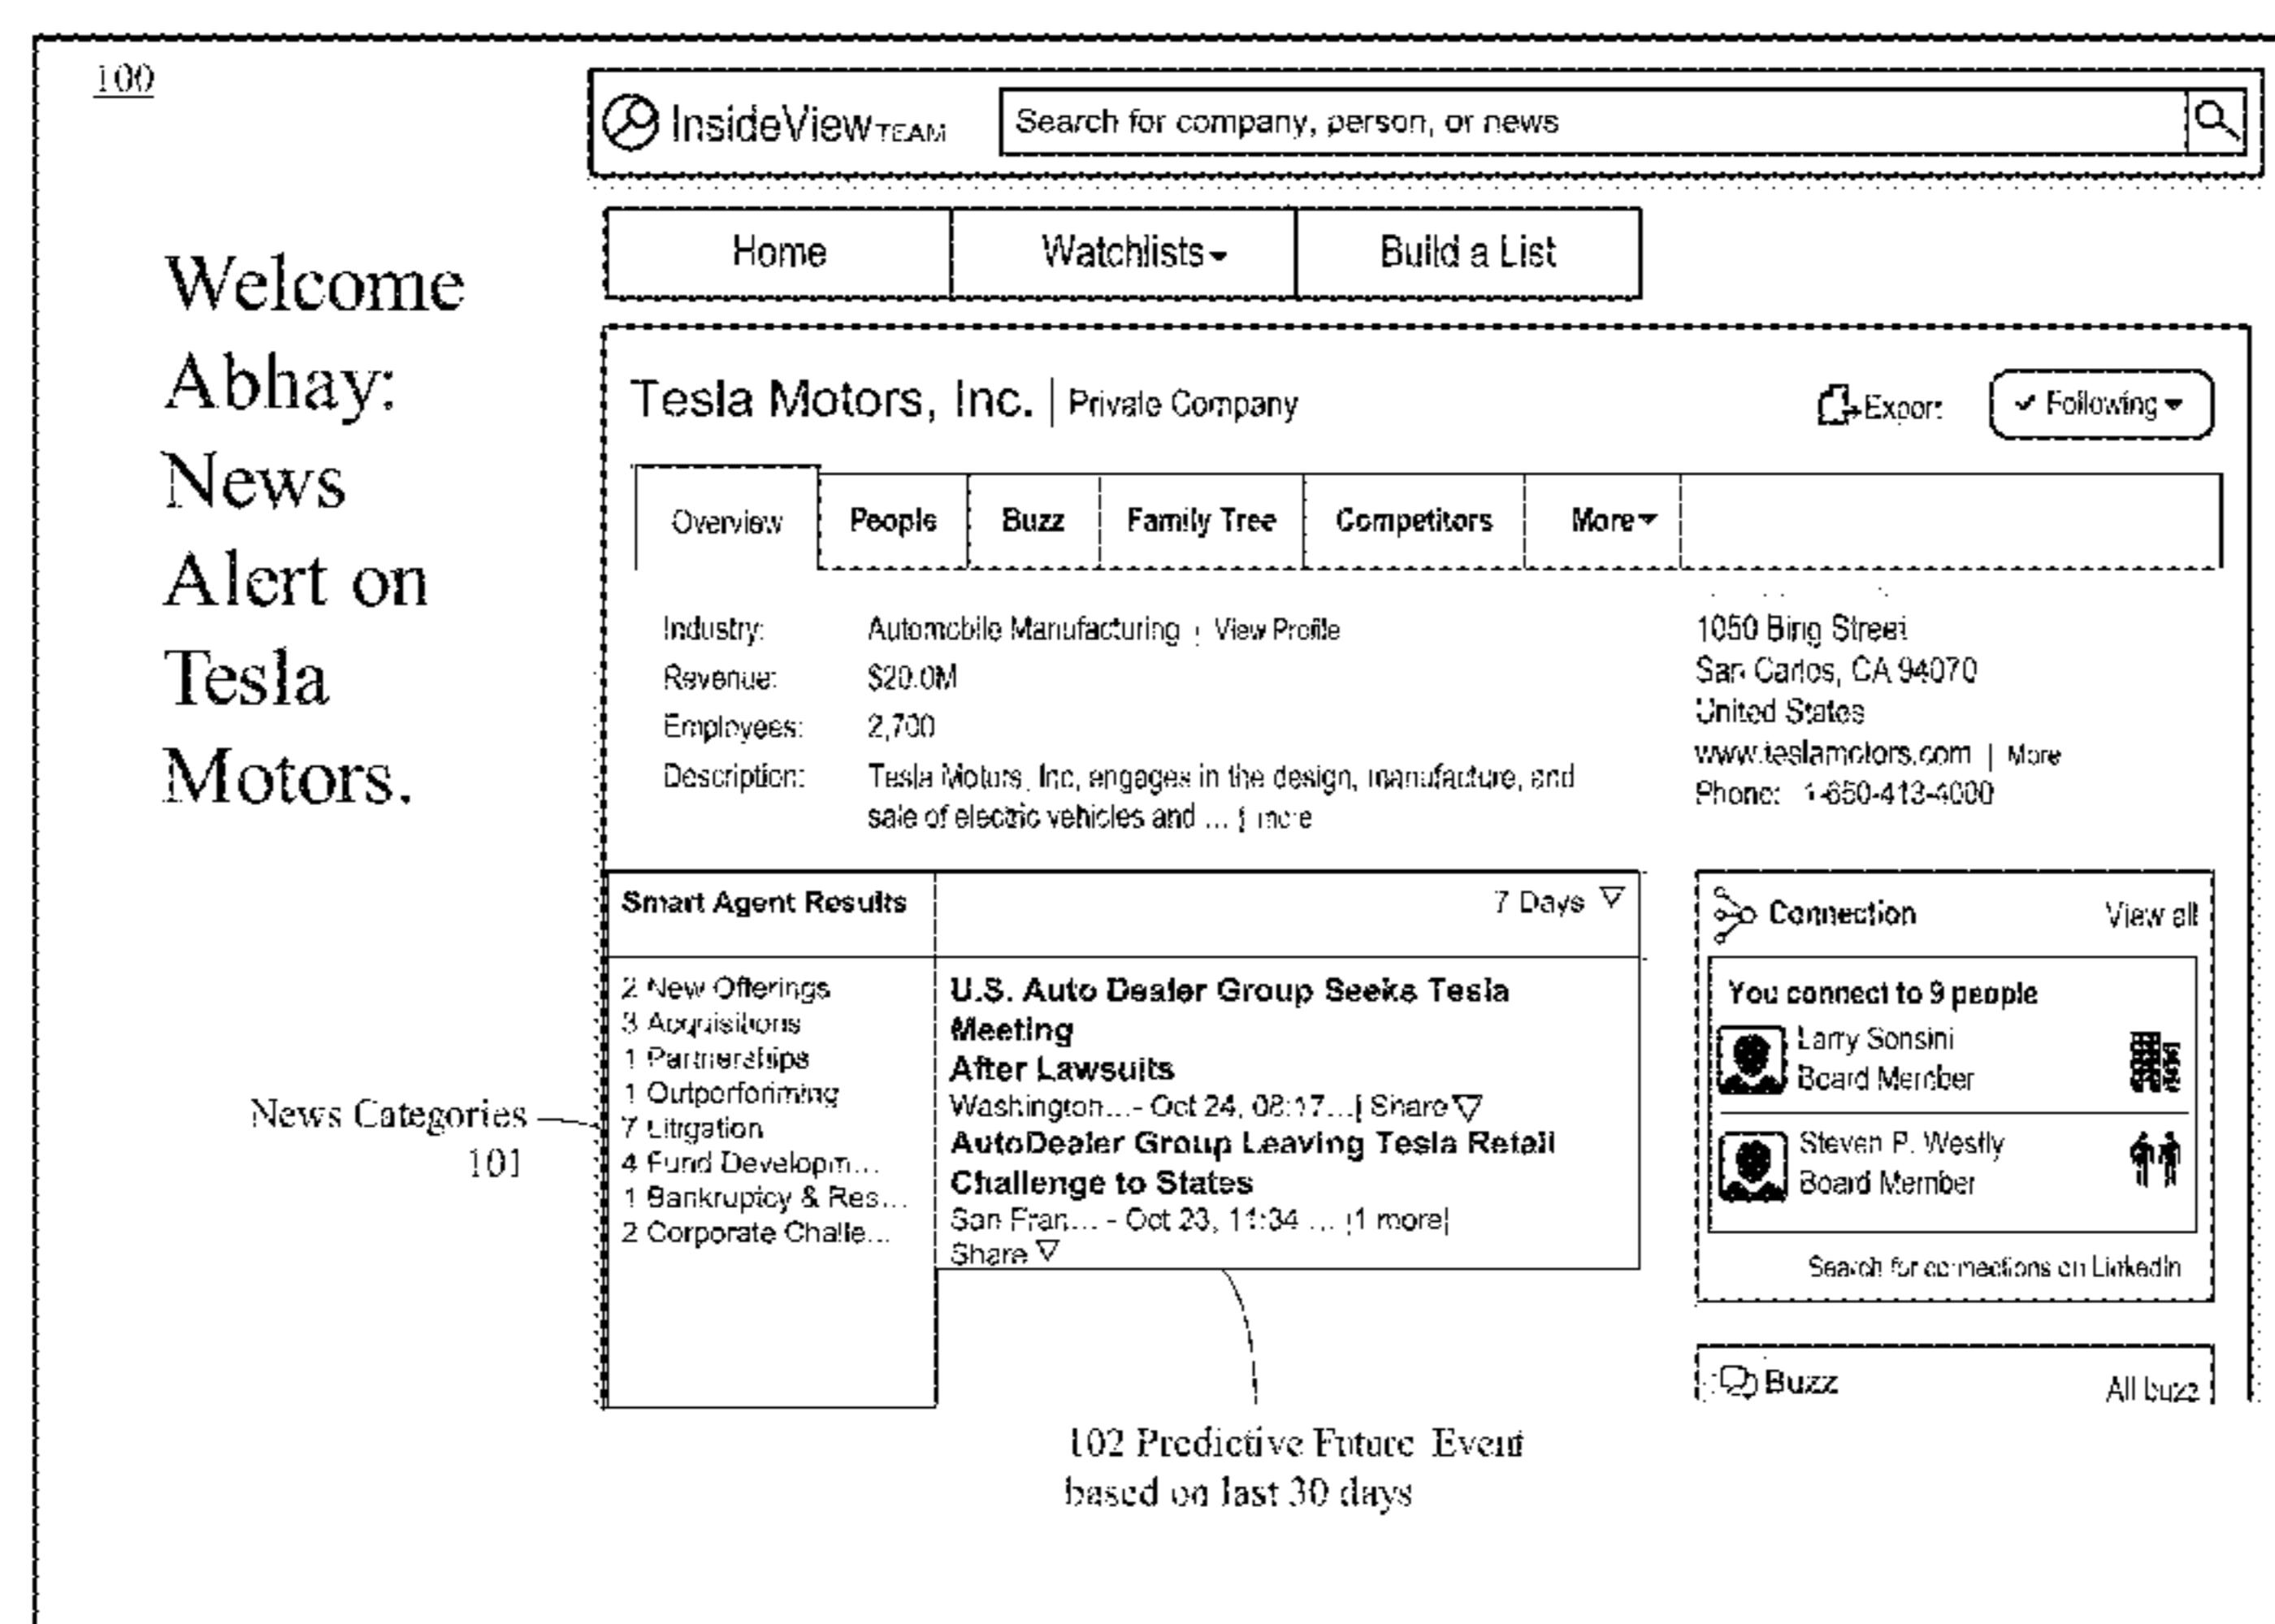 100
InsideView TEAM
Search for company, person, or news
Home
Watchlists
Build a List
Welcome
Abhay:
News
Alert on
Tesla
Motors.
Tesla Motors, Inc. | Private Company
Export
Following
Overview
People
Buzz
Family Tree
Competitors
More
Industry: Automobile Manufacturing | View Profile
Revenue: $20.0M
Employees: 2,700
Description: Tesla Motors, Inc, engages in the design, manufacture, and
sale of electric vehicles and ... | more
1050 Bing Street
San Carlos, CA 94070
United States
www.teslamotors.com | More
Phone: 1-650-413-4000
Smart Agent Results
7 Days
2 New Offerings
3 Acquisitions
1 Partnerships
1 Outperforming
7 Litigation
4 Fund Developm...
1 Bankruptcy & Res...
2 Corporate Challe...
News Categories
101
U.S. Auto Dealer Group Seeks Tesla
Meeting
After Lawsuits
Washington...- Oct 24, 08:17...| Share
AutoDealer Group Leaving Tesla Retail
Challenge to States
San Fran... - Oct 23, 11:34 ... |1 more|
Share
Connection
View all
You connect to 9 people
Larry Sonsini
Board Member
Steven P. Westly
Board Member
Search for connections on LinkedIn
Buzz
All buzz
102 Predictive Future Event
based on last 30 days